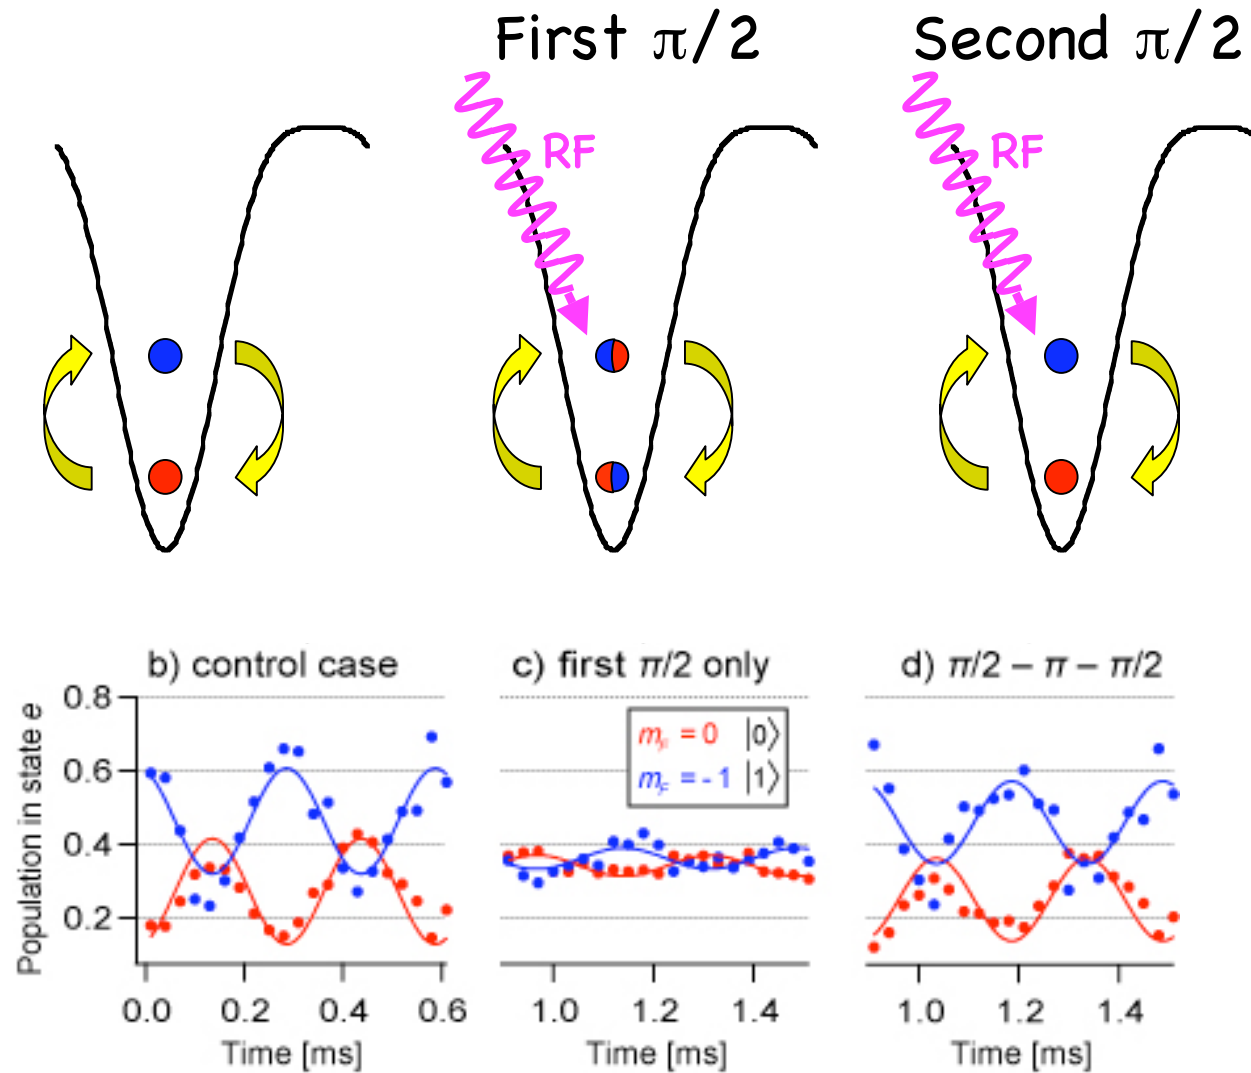 First π/2
Second π/2
RF
RF
b) control case
c) first π/2 only
d) π/2 – π – π/2
Population in state e
0.8
0.6
0.4
0.2
m_F = 0 |0⟩
m_F = - 1 |1⟩
0.0 0.2 0.4 0.6
1.0 1.2 1.4
1.0 1.2 1.4
Time [ms]
Time [ms]
Time [ms]